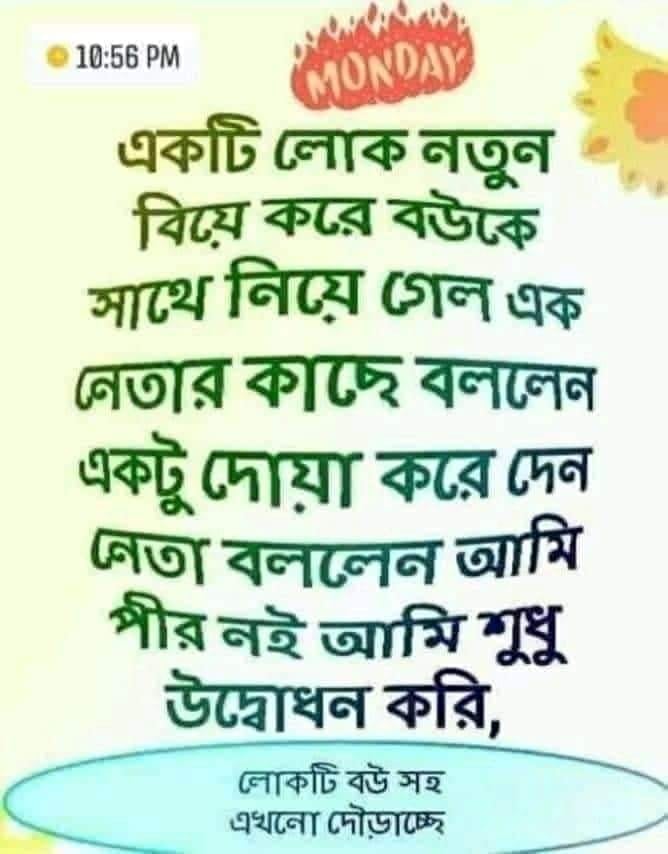 10:56 PM
MONDAY
একটি লোক নতুন
বিয়ে করে বউকে
সাথে নিয়ে গেল এক
নেতার কাছে বললেন
একটু দোয়া করে দেন
নেতা বললেন আমি
পীর নই আমি শুধু
উদ্বোধন করি,
লোকটি বউ সহ
এখনো দৌড়াচ্ছে